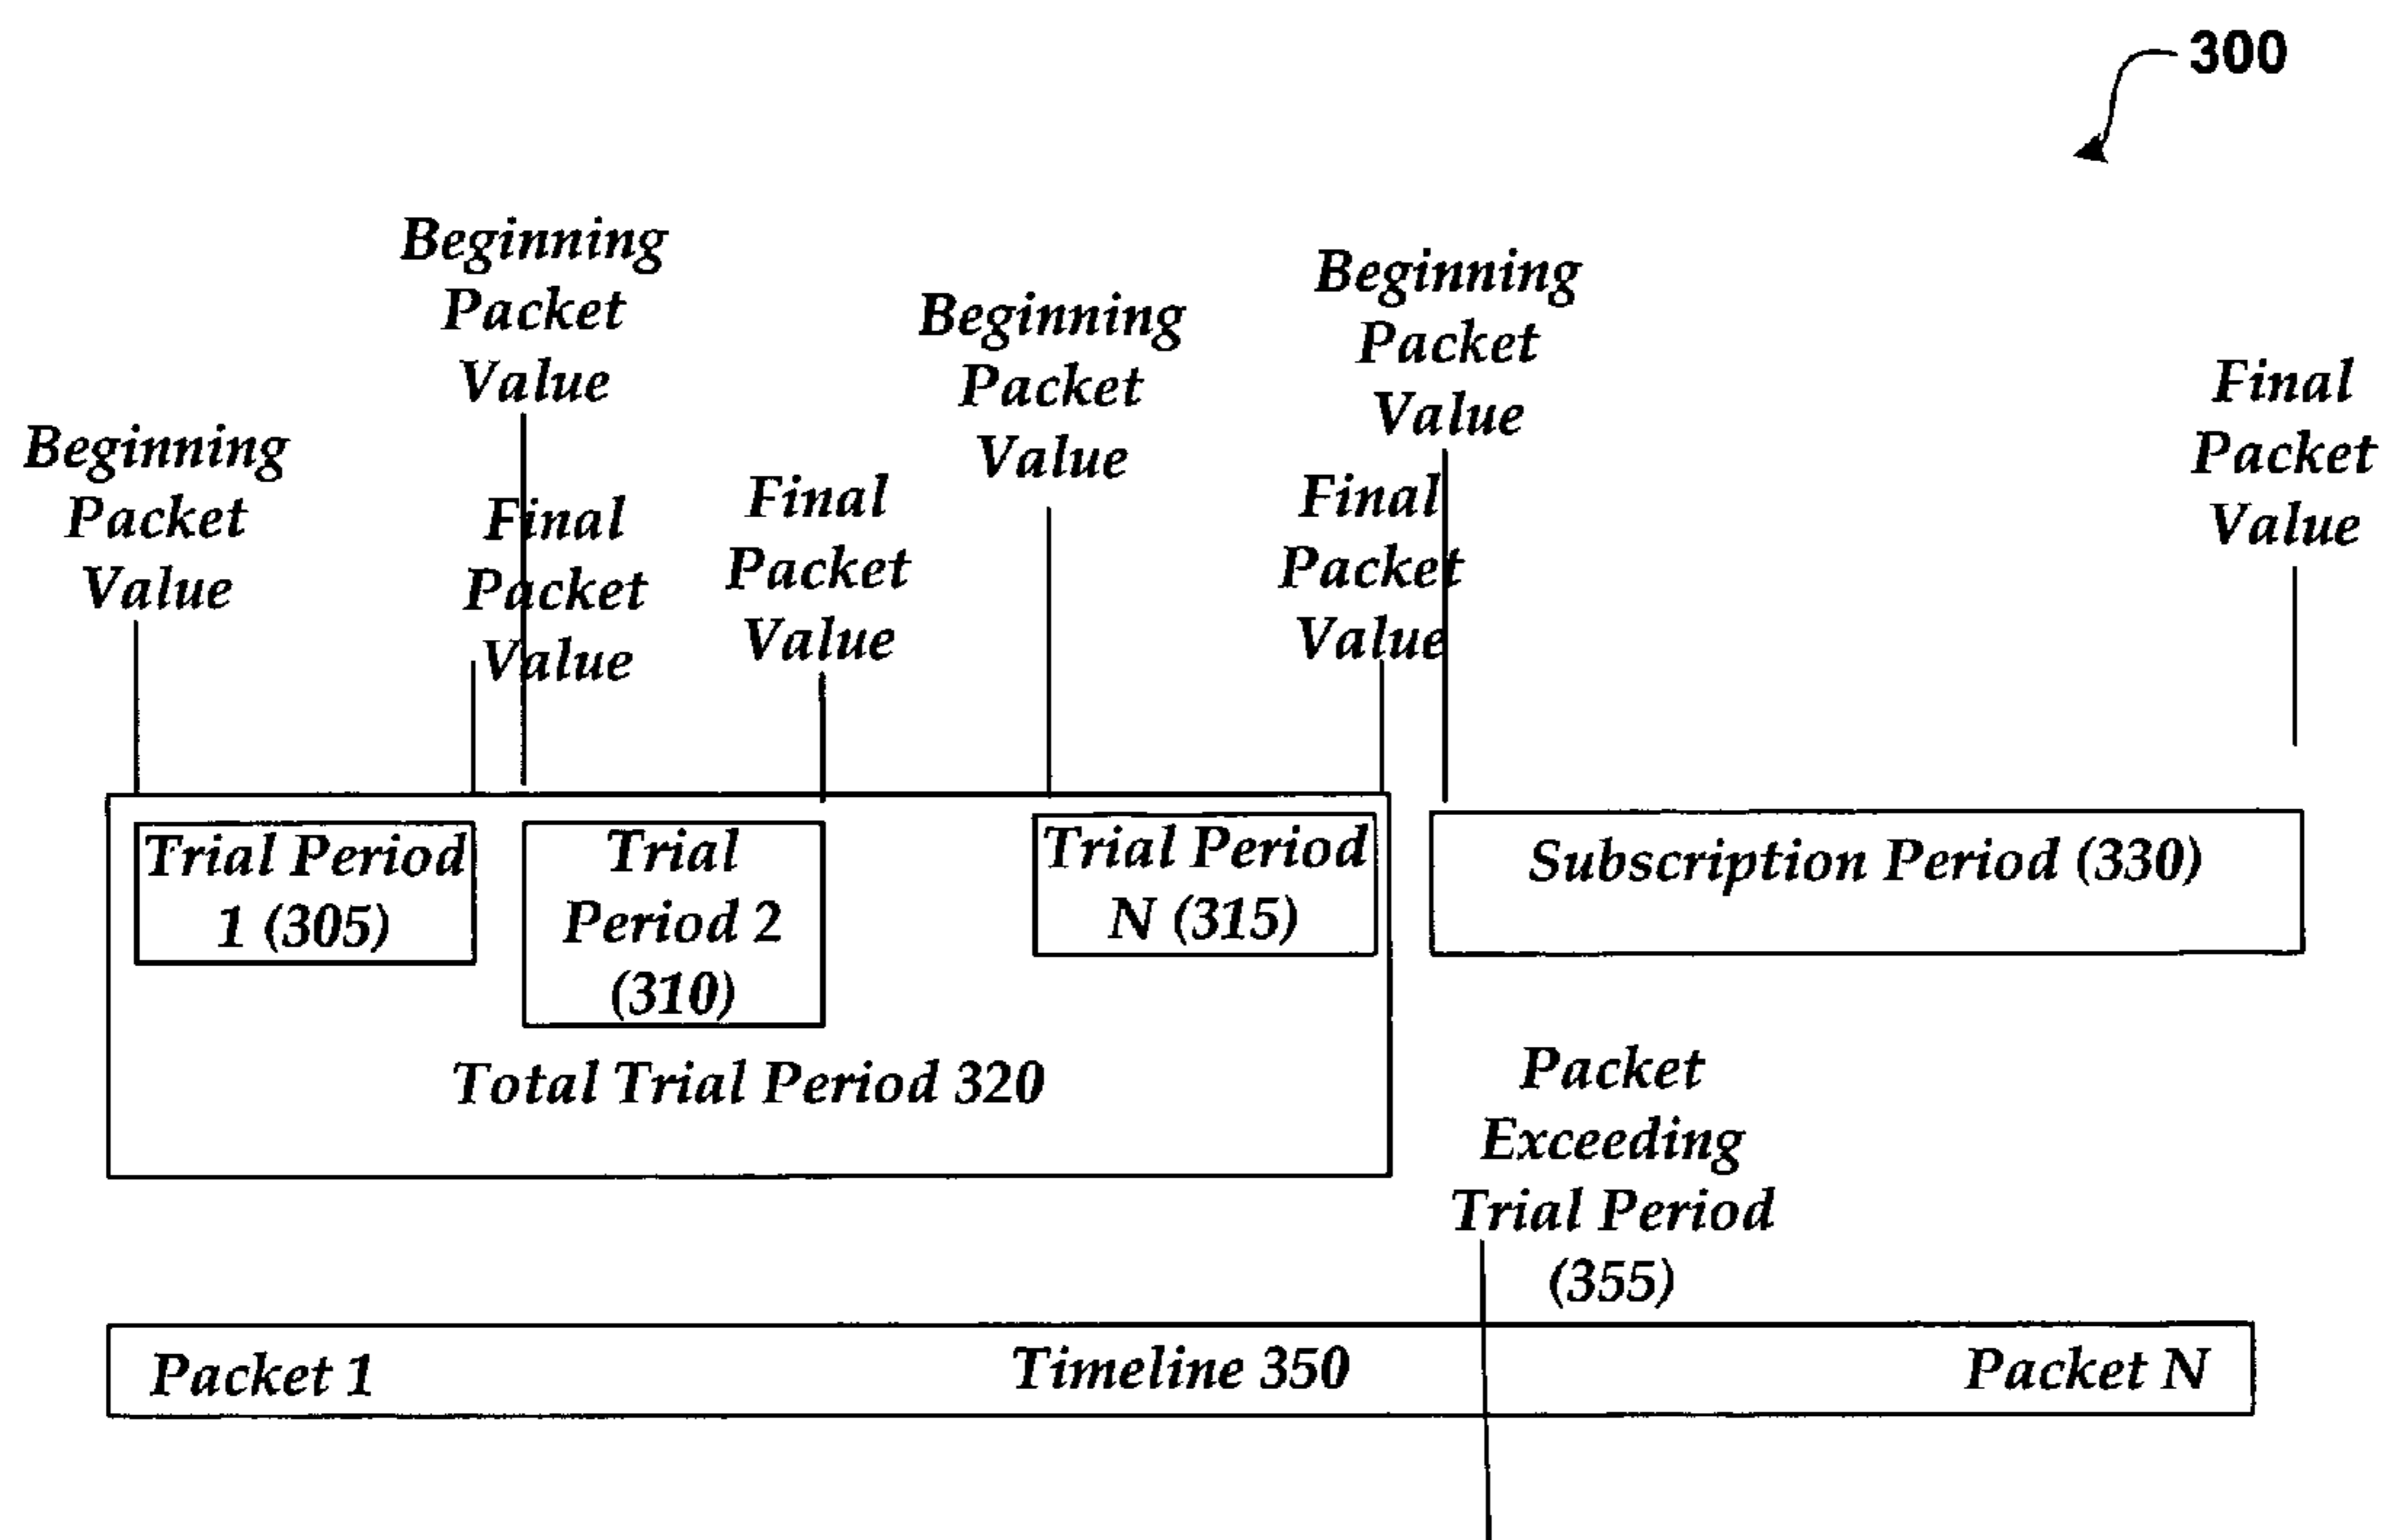 300
Beginning
Packet
Value
Beginning
Packet
Value
Final
Packet
Value
Final
Packet
Value
Beginning
Packet
Value
Beginning
Packet
Value
Final
Packet
Value
Final
Packet
Value
Trial Period
1 (305)
Trial
Period 2
(310)
Trial Period
N (315)
Subscription Period (330)
Total Trial Period 320
Packet
Exceeding
Trial Period
(355)
Packet 1
Timeline 350
Packet N